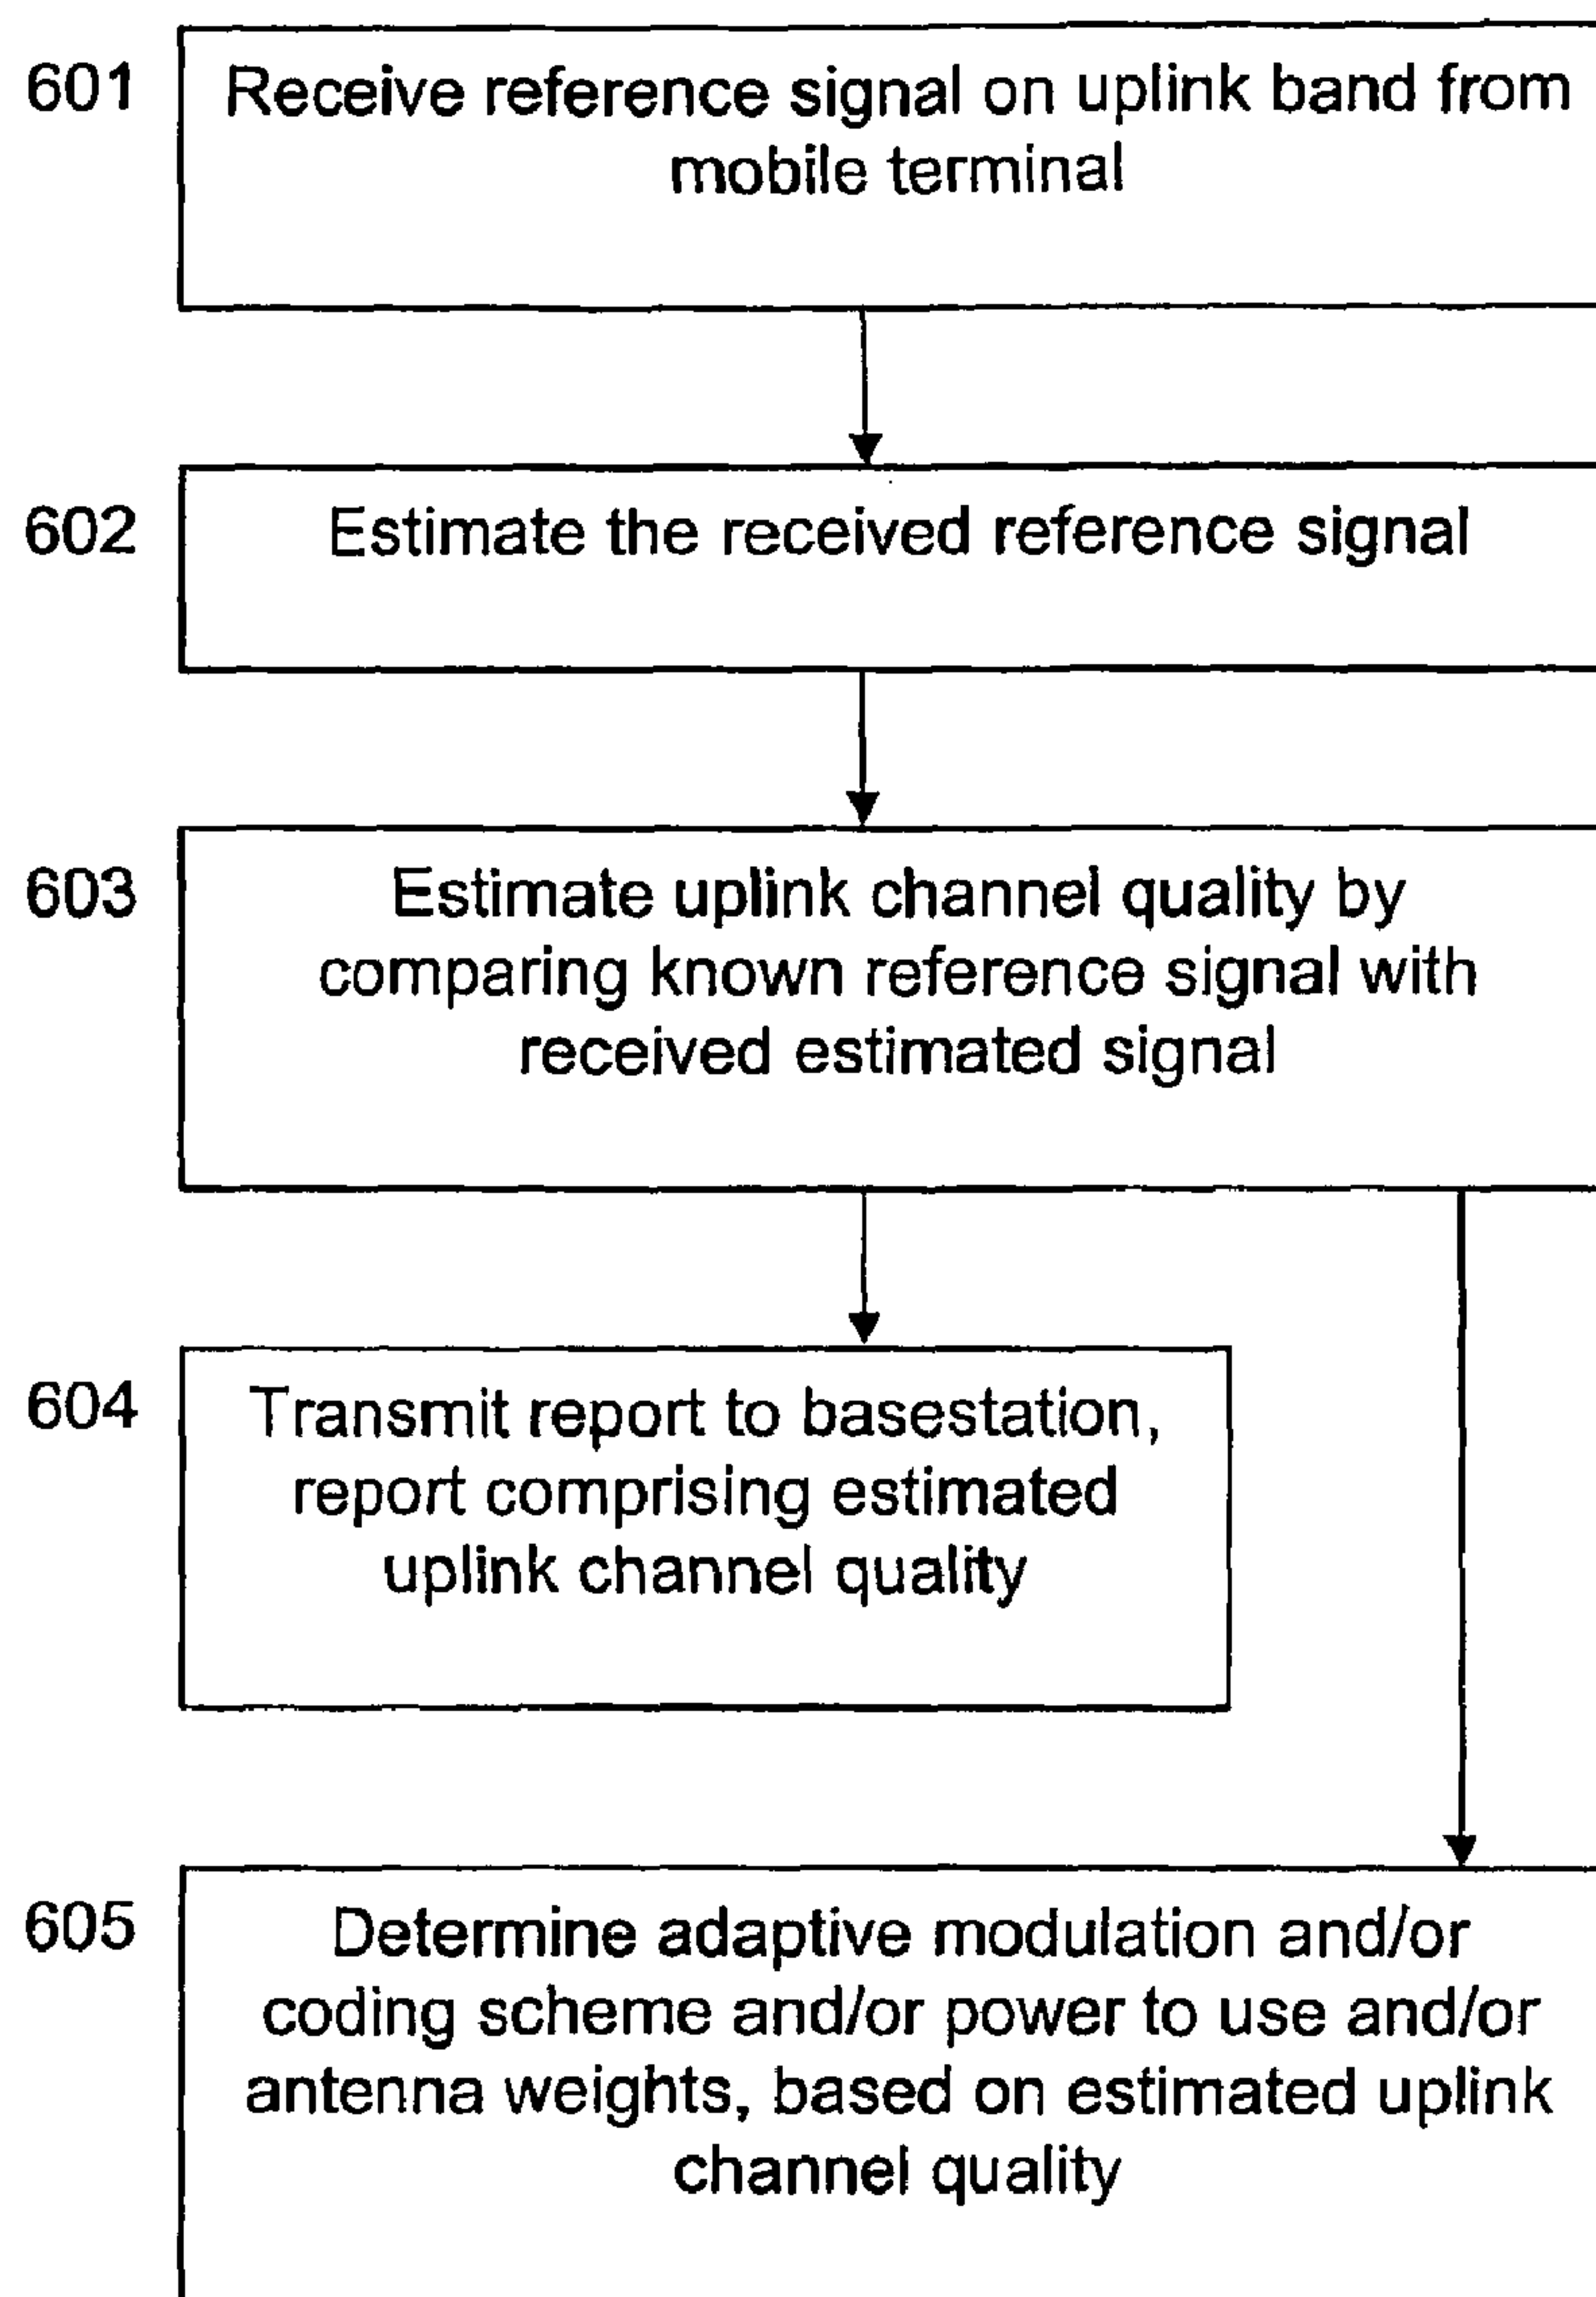 601 Receive reference signal on uplink band from
mobile terminal
602 Estimate the received reference signal
603 Estimate uplink channel quality by
comparing known reference signal with
received estimated signal
604 Transmit report to basestation,
report comprising estimated
uplink channel quality
605 Determine adaptive modulation and/or
coding scheme and/or power to use and/or
antenna weights, based on estimated uplink
channel quality